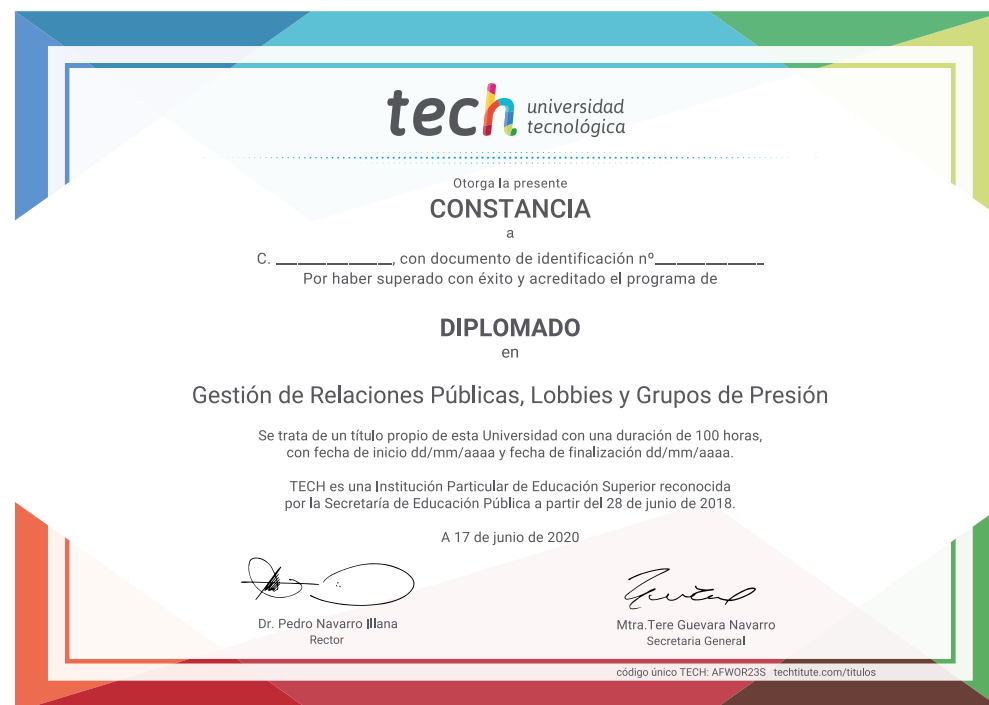 tech universidad
tecnológica
Otorga la presente
CONSTANCIA
a
C. ______________, con documento de identificación nº_____________
Por haber superado con éxito y acreditado el programa de
DIPLOMADO
en
Gestión de Relaciones Públicas, Lobbies y Grupos de Presión
Se trata de un título propio de esta Universidad con una duración de 100 horas,
con fecha de inicio dd/mm/aaaa y fecha de finalización dd/mm/aaaa.
TECH es una Institución Particular de Educación Superior reconocida
por la Secretaría de Educación Pública a partir del 28 de junio de 2018.
A 17 de junio de 2020
Dr. Pedro Navarro Illana
Rector
Mtra.Tere Guevara Navarro
Secretaria General
código único TECH: AFWOR23S techtitute.com/titulos